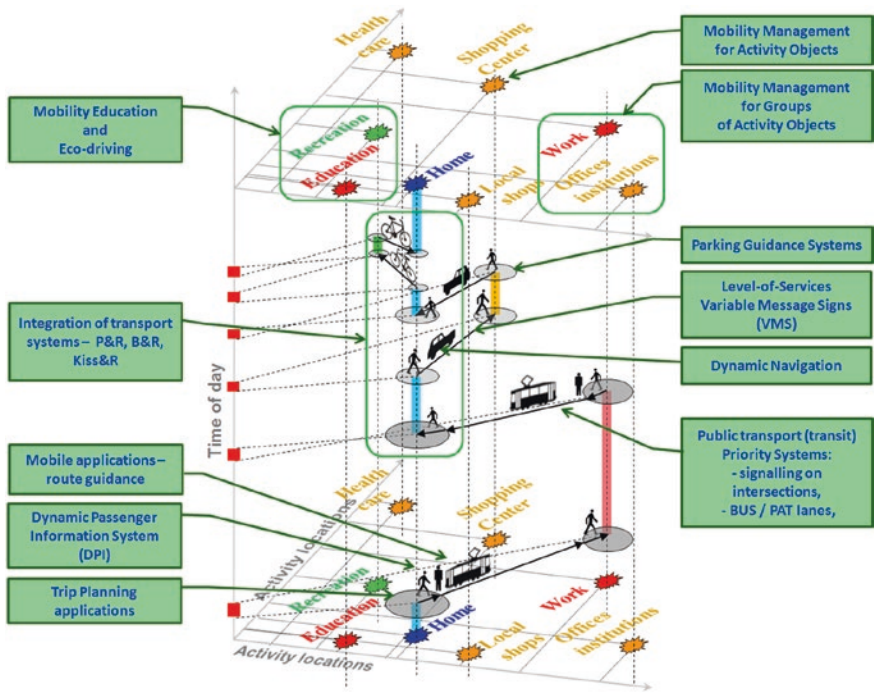 Health
care
Shopping
Center
Mobility Management
for Activity Objects
Mobility Management
for Groups
of Activity Objects
Mobility Education
and
Eco-driving
Recreation
Education
Home
Local
shops
Work
Offices
institutions
Parking Guidance Systems
Level-of-Services
Variable Message Signs
(VMS)
Integration of transport
systems – P&R, B&R,
Kiss&R
Dynamic Navigation
Time of day
Public transport (transit)
Priority Systems:
- signalling on
intersections,
- BUS / PAT lanes,
Mobile applications–
route guidance
Dynamic Passenger
Information System
(DPI)
Trip Planning
applications
Health
care
Shopping
Center
Activity locations
Recreation
Education
Home
Local
shops
Work
Offices
institutions
Activity locations